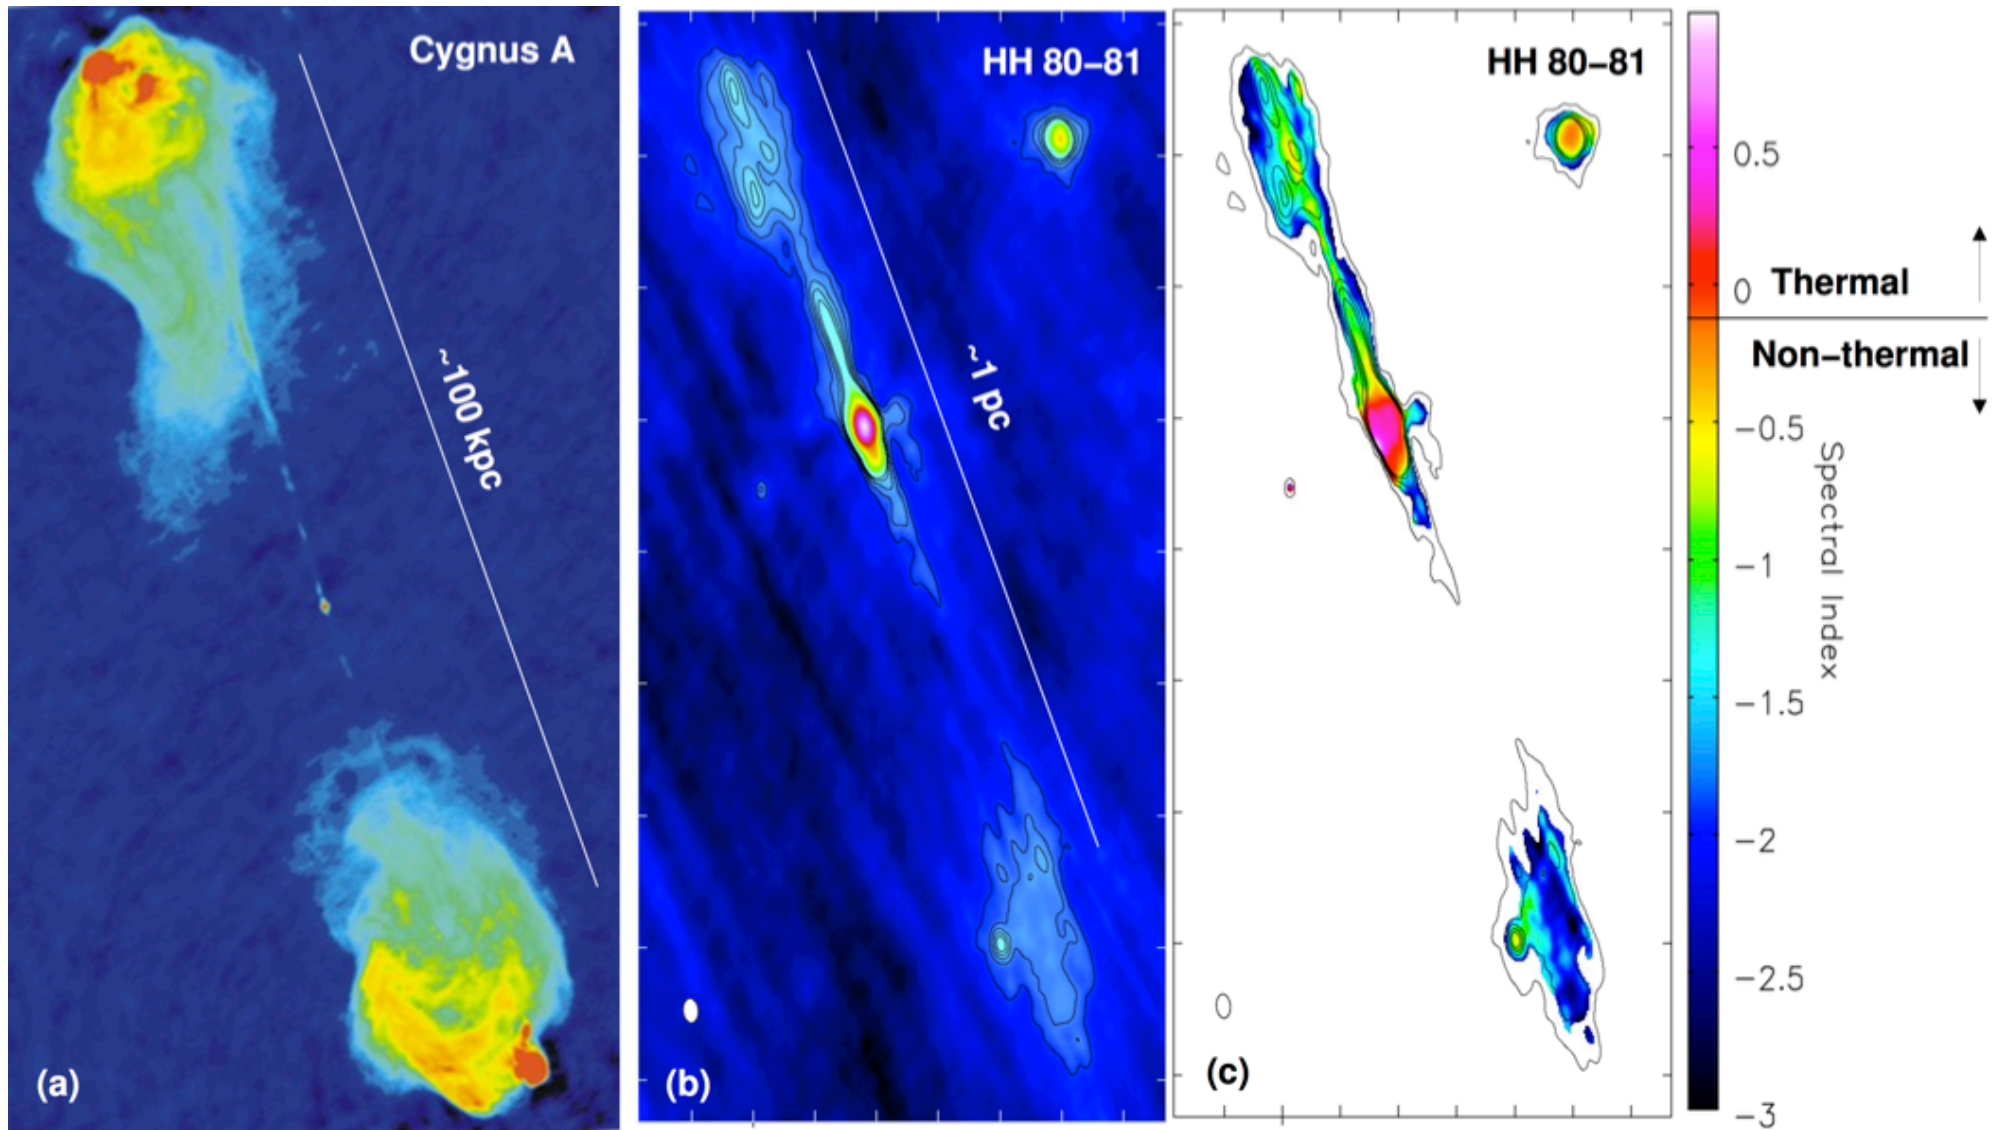 Cygnus A
~100 kpc
(a)
HH 80–81
~1 pc
(b)
HH 80–81
(c)
0.5
0
Thermal
Non–thermal
−0.5
−1
−1.5
−2
−2.5
−3
Spectral Index